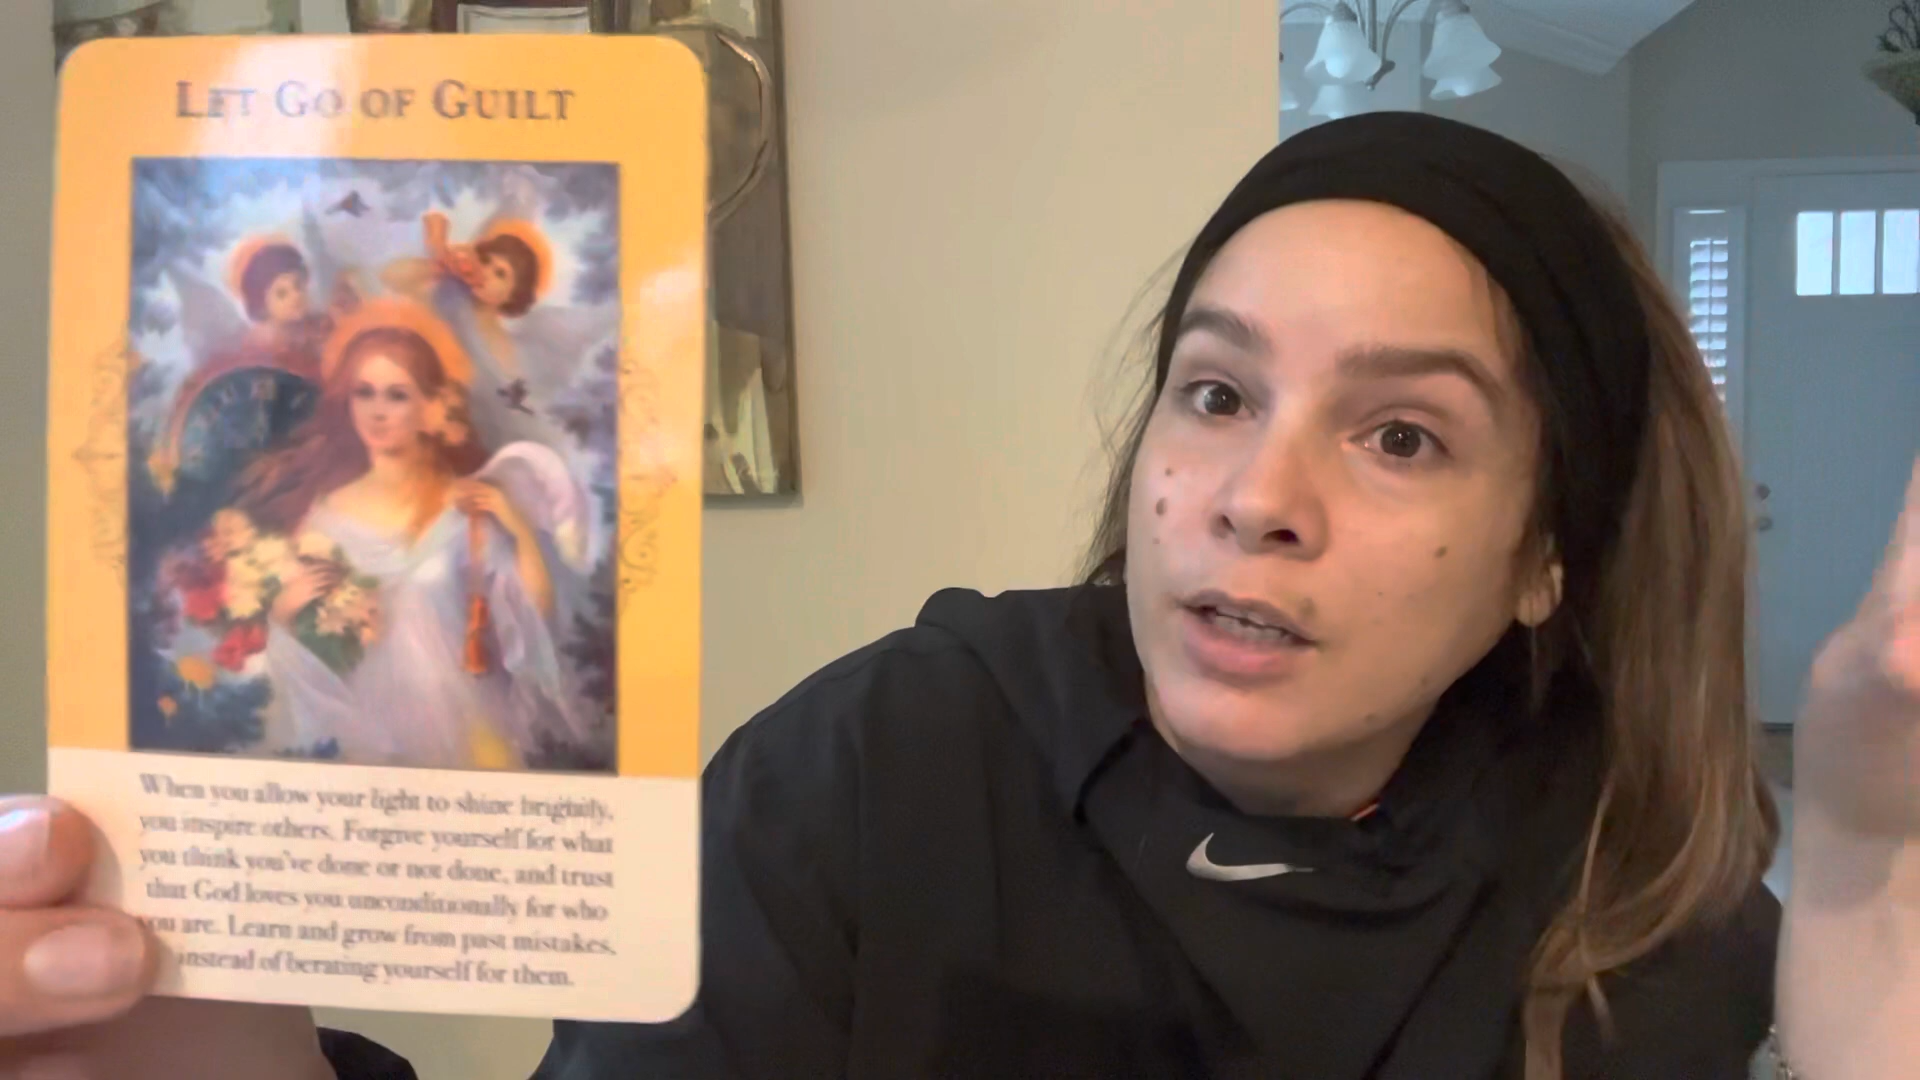 LET GO OF GUILT
When you allow your light to shine brightly,
you inspire others. Forgive yourself for what
you think you've done or not done, and trust
that God loves you unconditionally for who
you are. Learn and grow from past mistakes,
instead of berating yourself for them.